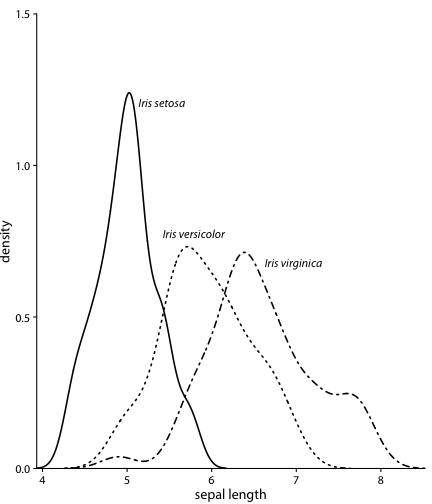 1.5
Iris setosa
1.0
Iris versicolor
density
Iris virginica
0.5
0.0
4 5 6 7 8
sepal length